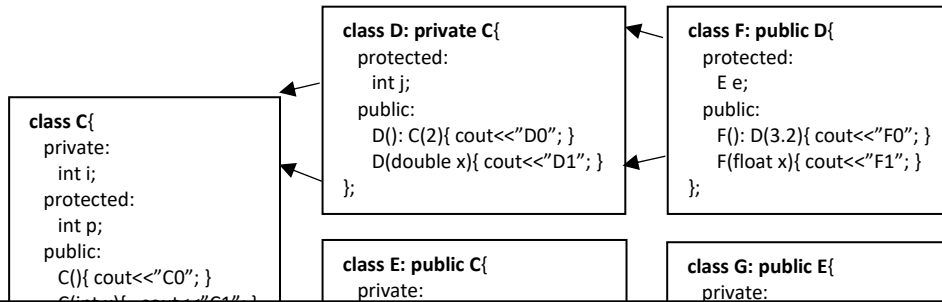 class D: private C{
protected:
int j;
public:
D(): C(2){ cout<<”D0”; }
D(double x){ cout<<”D1”; }
};
class F: public D{
protected:
E e;
public:
F(): D(3.2){ cout<<”F0”; }
F(float x){ cout<<”F1”; }
};
class C{
private:
int i;
protected:
int p;
public:
C(){ cout<<”C0”; }
class E: public C{
private:
class G: public E{
private: